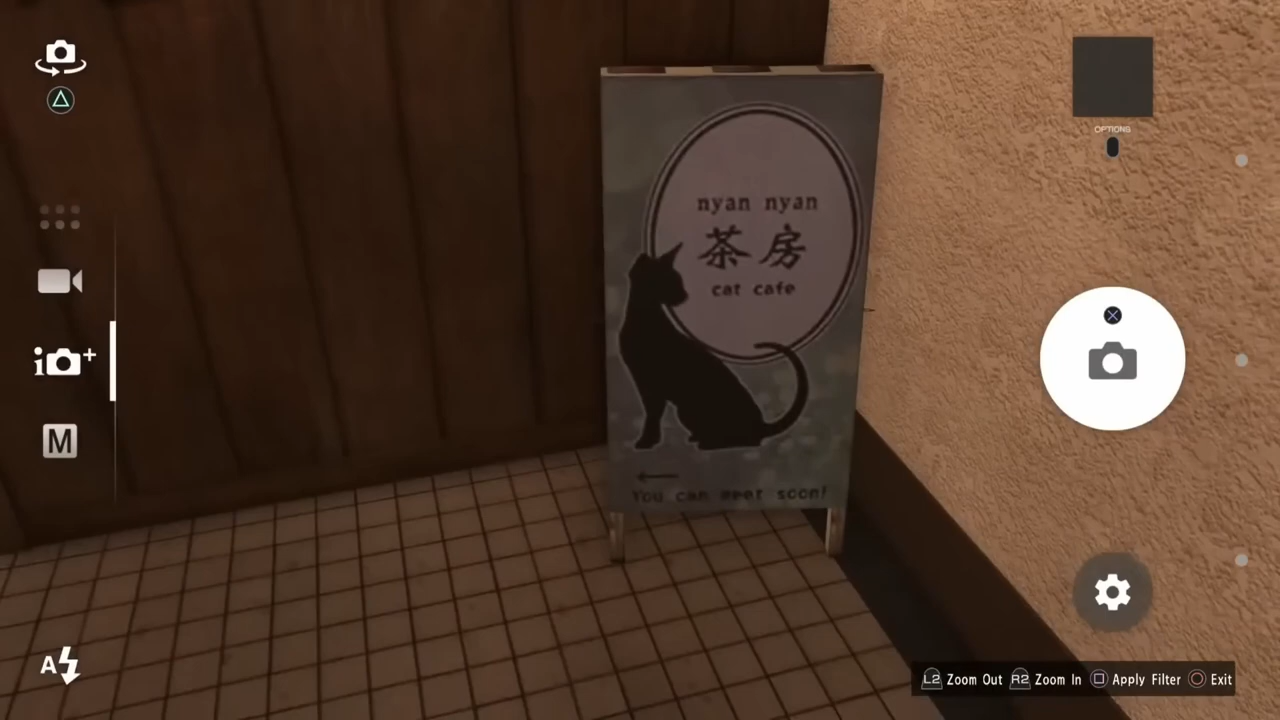 OPTIONS
nyan nyan
茶房
cat cafe
You can meet soon!
i+
M
A
L2 Zoom Out R2 Zoom In Apply Filter Exit